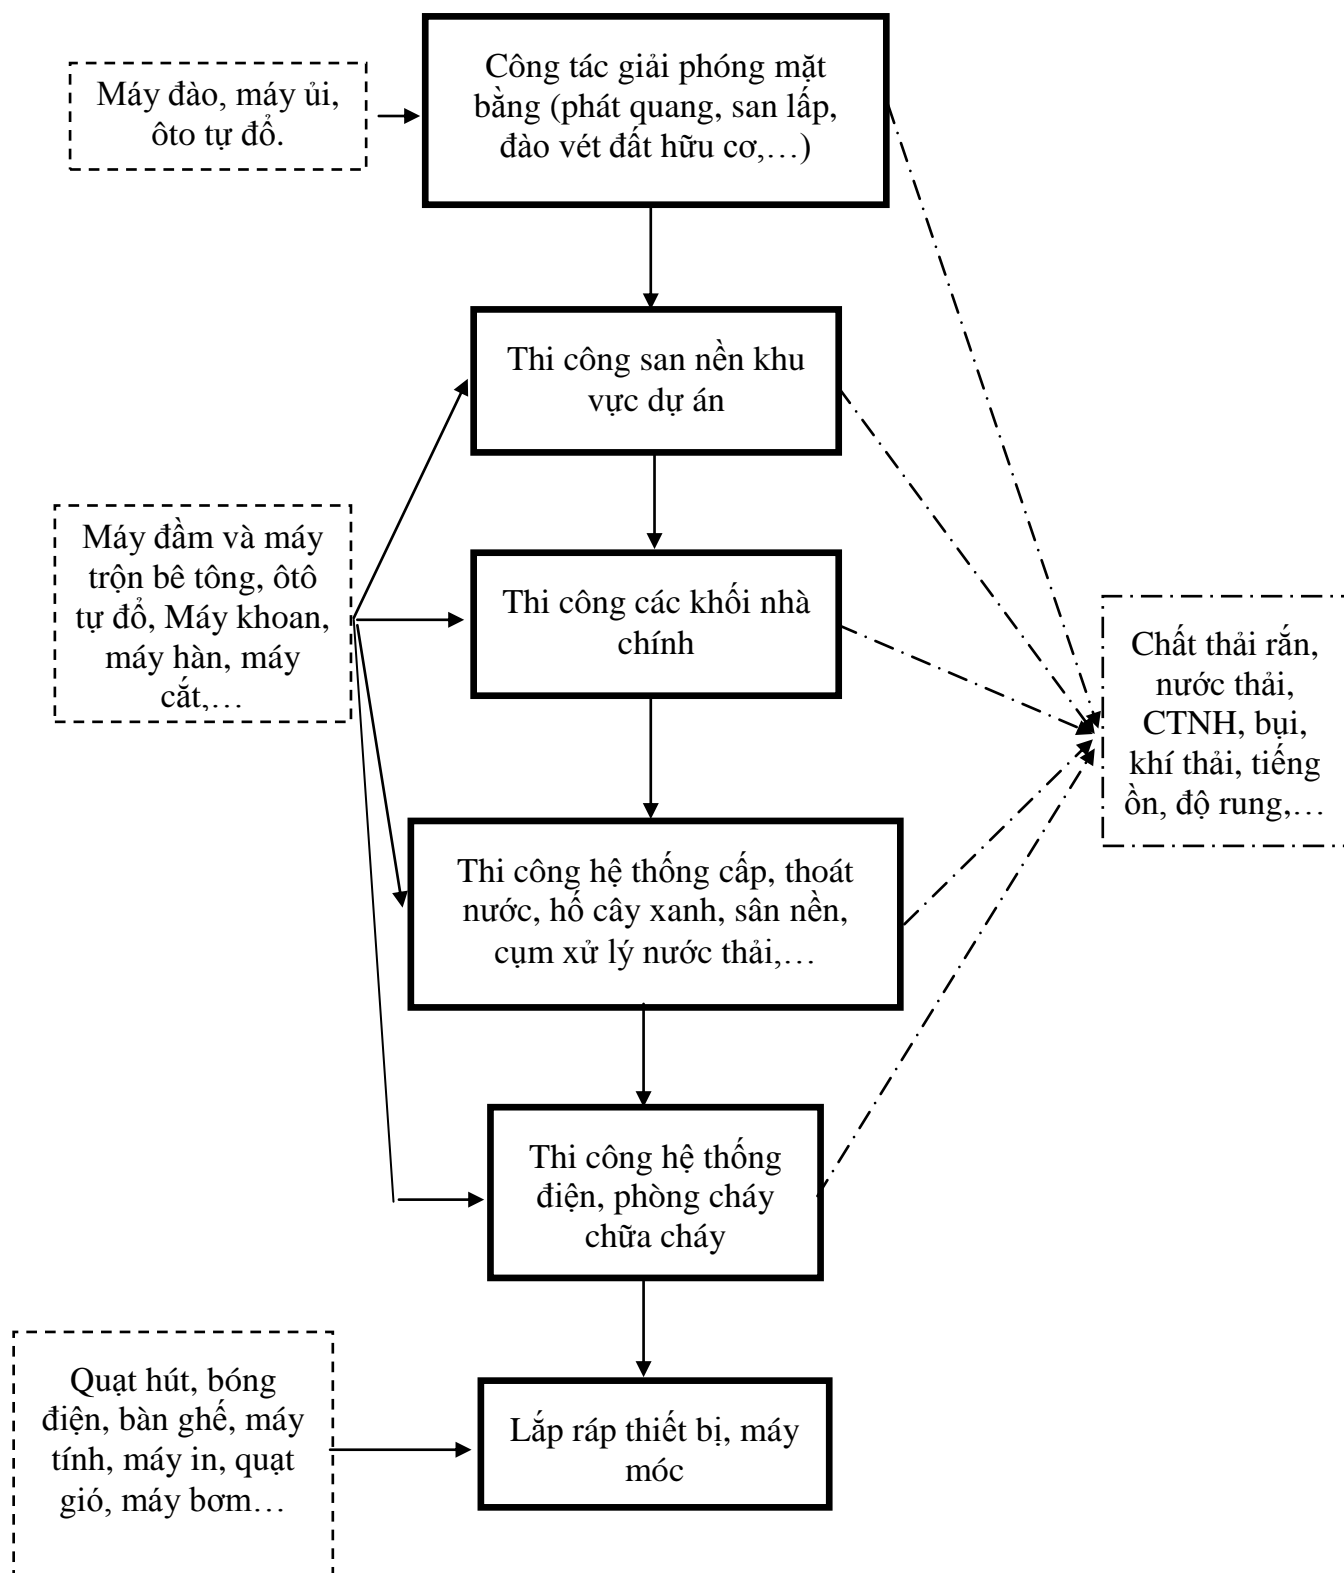 Công tác giải phóng mặt
bằng (phát quang, san lấp,
đào vét đất hữu cơ,…)
Máy đào, máy ủi,
ôto tự đổ.
Thi công san nền khu
vực dự án
Máy đầm và máy
trộn bê tông, ôtô
tự đổ, Máy khoan,
máy hàn, máy
cắt,…
Thi công các khối nhà
chính
Chất thải rắn,
nước thải,
CTNH, bụi,
khí thải, tiếng
ồn, độ rung,…
Thi công hệ thống cấp, thoát
nước, hố cây xanh, sân nền,
cụm xử lý nước thải,…
Thi công hệ thống
điện, phòng cháy
chữa cháy
Quạt hút, bóng
điện, bàn ghế, máy
tính, máy in, quạt
gió, máy bơm…
Lắp ráp thiết bị, máy
móc